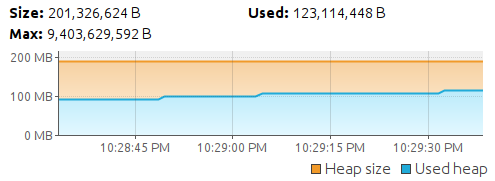 Size: 201,326,624 B Used: 123,114,448 B
Max: 9,403,629,592 B
200 MB
100 MB
0 MB
10:28:45 PM 10:29:00 PM 10:29:15 PM 10:29:30 PM
Heap size Used heap